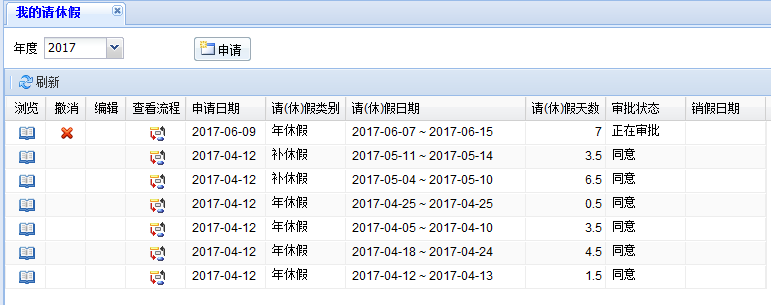 我的请休假
年度 2017 申请
刷新
浏览 撤消 编辑 查看流程 申请日期 请(休)假类别 请(休)假日期 请(休)假天数 审批状态 销假日期
2017-06-09 年休假 2017-06-07 ~ 2017-06-15 7 正在审批
2017-04-12 补休假 2017-05-11 ~ 2017-05-14 3.5 同意
2017-04-12 补休假 2017-05-04 ~ 2017-05-10 6.5 同意
2017-04-12 年休假 2017-04-25 ~ 2017-04-25 0.5 同意
2017-04-12 年休假 2017-04-05 ~ 2017-04-10 3.5 同意
2017-04-12 年休假 2017-04-18 ~ 2017-04-24 4.5 同意
2017-04-12 年休假 2017-04-12 ~ 2017-04-13 1.5 同意